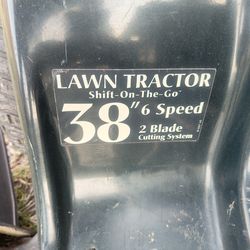 LAWN TRACTOR
Shift-On-The-Go
38" 6 Speed
2 Blade
Cutting System